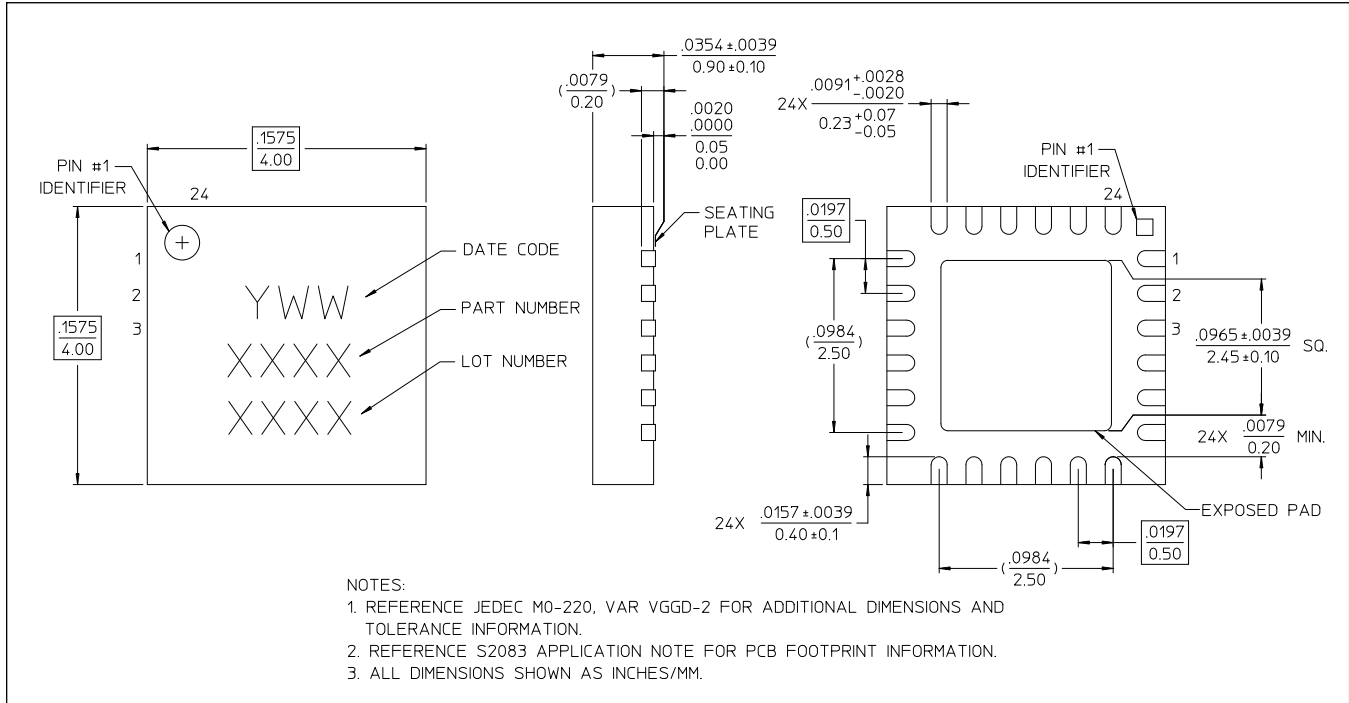 .1575
4.00
PIN #1
IDENTIFIER
24
1
2
3
.1575
4.00
YWW
XXXX
XXXX
DATE CODE
PART NUMBER
LOT NUMBER
.0354±.0039
0.90±0.10
(.0079
0.20)
.0020
.0000
0.05
0.00
SEATING
PLATE
24X .0091 +.0028
-.0020
0.23 +0.07
-0.05
PIN #1
IDENTIFIER
24
.0197
0.50
1
2
3
(.0984
2.50)
.0965±.0039 SQ.
2.45±0.10
24X .0079 MIN.
0.20
EXPOSED PAD
24X .0157±.0039
0.40±0.1
(.0984
2.50)
.0197
0.50
NOTES:
1. REFERENCE JEDEC MO-220, VAR VGGD-2 FOR ADDITIONAL DIMENSIONS AND
TOLERANCE INFORMATION.
2. REFERENCE S2083 APPLICATION NOTE FOR PCB FOOTPRINT INFORMATION.
3. ALL DIMENSIONS SHOWN AS INCHES/MM.